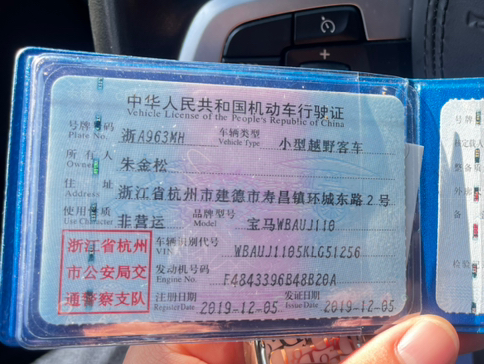 中华人民共和国机动车行驶证
Vehicle License of the People's Republic of China
号牌号码 浙A963MH 车辆类型 小型越野客车
Plate No. Vehicle Type
所有人 朱金松
Owner
住址 浙江省杭州市建德市寿昌镇环城东路2号
Address
使用性质 非营运 品牌型号 宝马WBAUJ110
Use Character Model
浙江省杭州
市公安局交
通警察支队
车辆识别代号 WBAUJ1105KLG51256
VIN
发动机号码 F4843396B48B20A
Engine No.
注册日期 2019-12-05 发证日期 2019-12-05
Register Date Issue Date